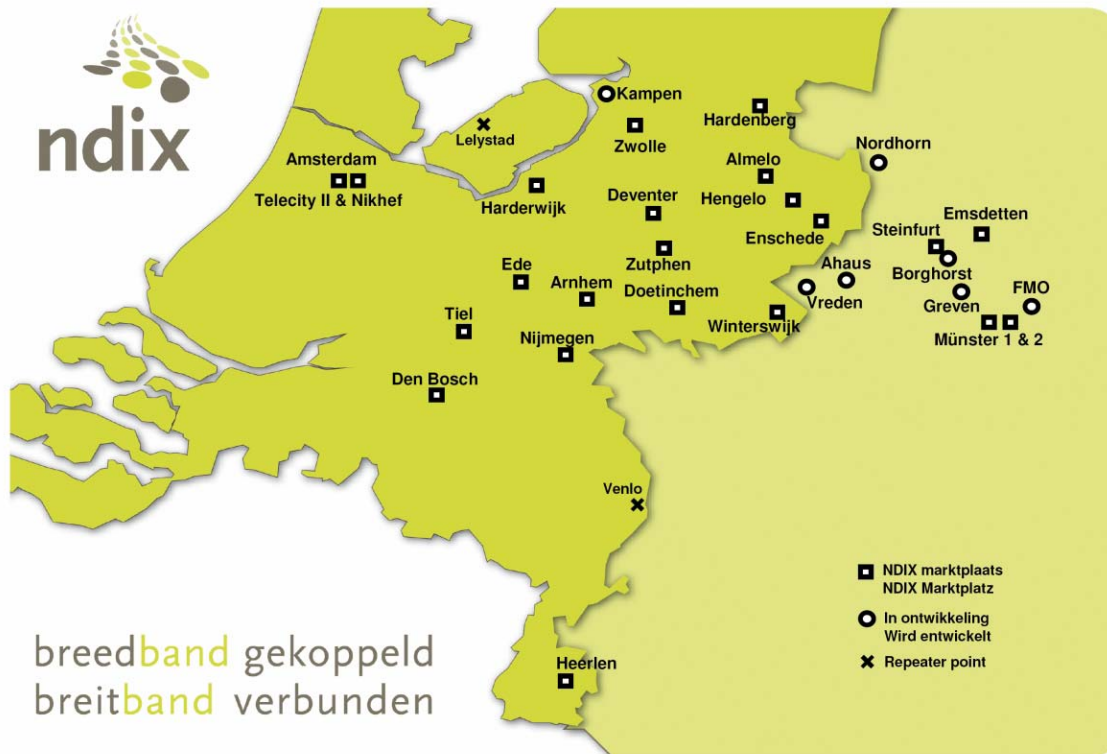 ndix
Kampen
Hardenberg
Lelystad
Zwolle
Nordhorn
Amsterdam
Almelo
Telecity II & Nikhef
Harderwijk
Deventer
Hengelo
Emsdetten
Steinfurt
Enschede
Zutphen
Ahaus
Borghorst
Ede
Arnhem
Doetinchem
Vreden
Greven
FMO
Tiel
Winterswijk
Nijmegen
Münster 1 & 2
Den Bosch
Venlo
NDIX marktplaats
NDIX Marktplatz
In ontwikkeling
Wird entwickelt
Repeater point
breedband gekoppeld
breitband verbunden
Heerlen